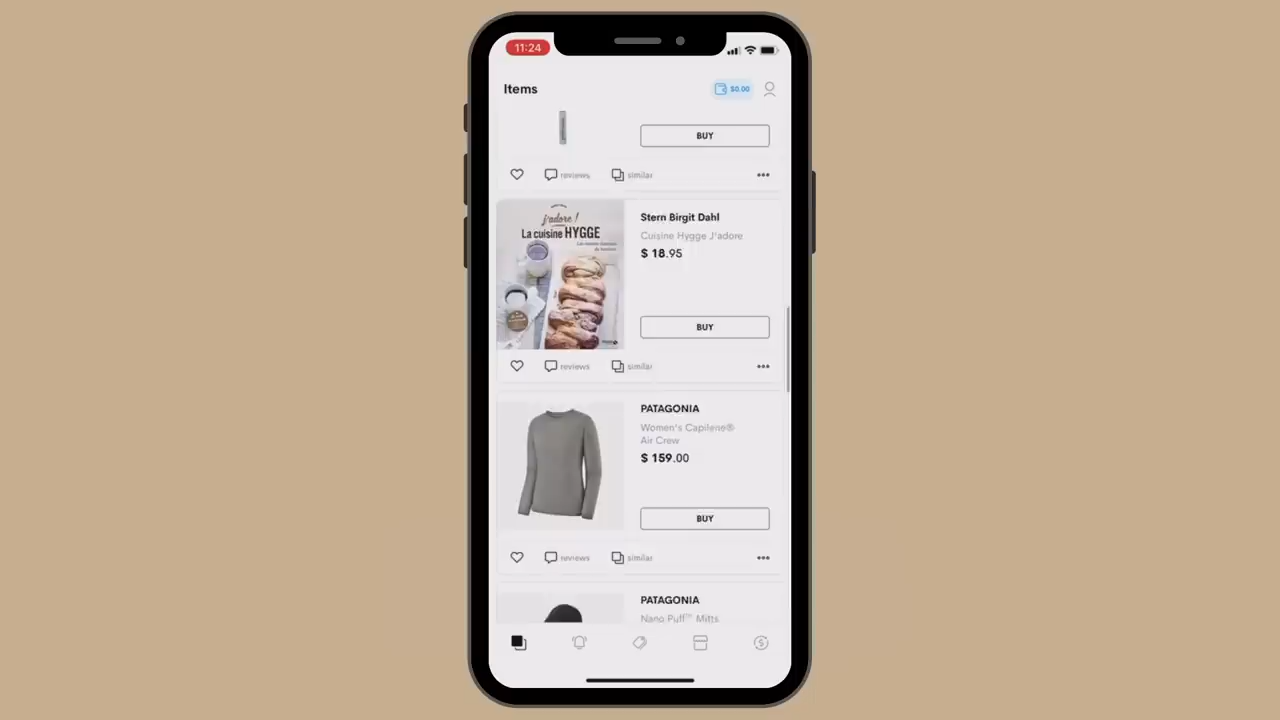 11:24
Items
$0.00
BUY
reviews
similar
j'adore !
La cuisine HYGGE
Stern Birgit Dahl
Cuisine Hygge J'adore
$ 18.95
BUY
reviews
similar
PATAGONIA
Women's Capilene®
Air Crew
$ 159.00
BUY
reviews
similar
PATAGONIA
Nano Puff™ Mitts